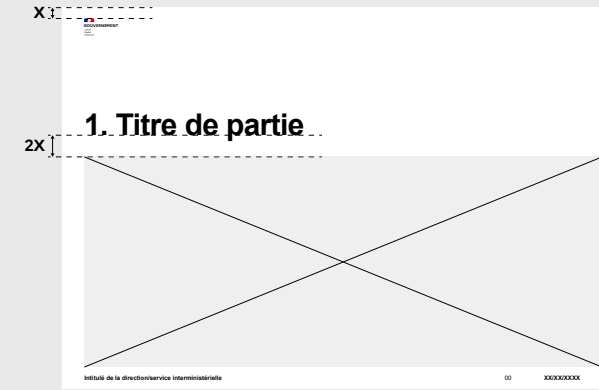 X
GOUVERNEMENT
1. Titre de partie
2X
Intitulé de la direction/service interministérielle
00
XX/XX/XXXX